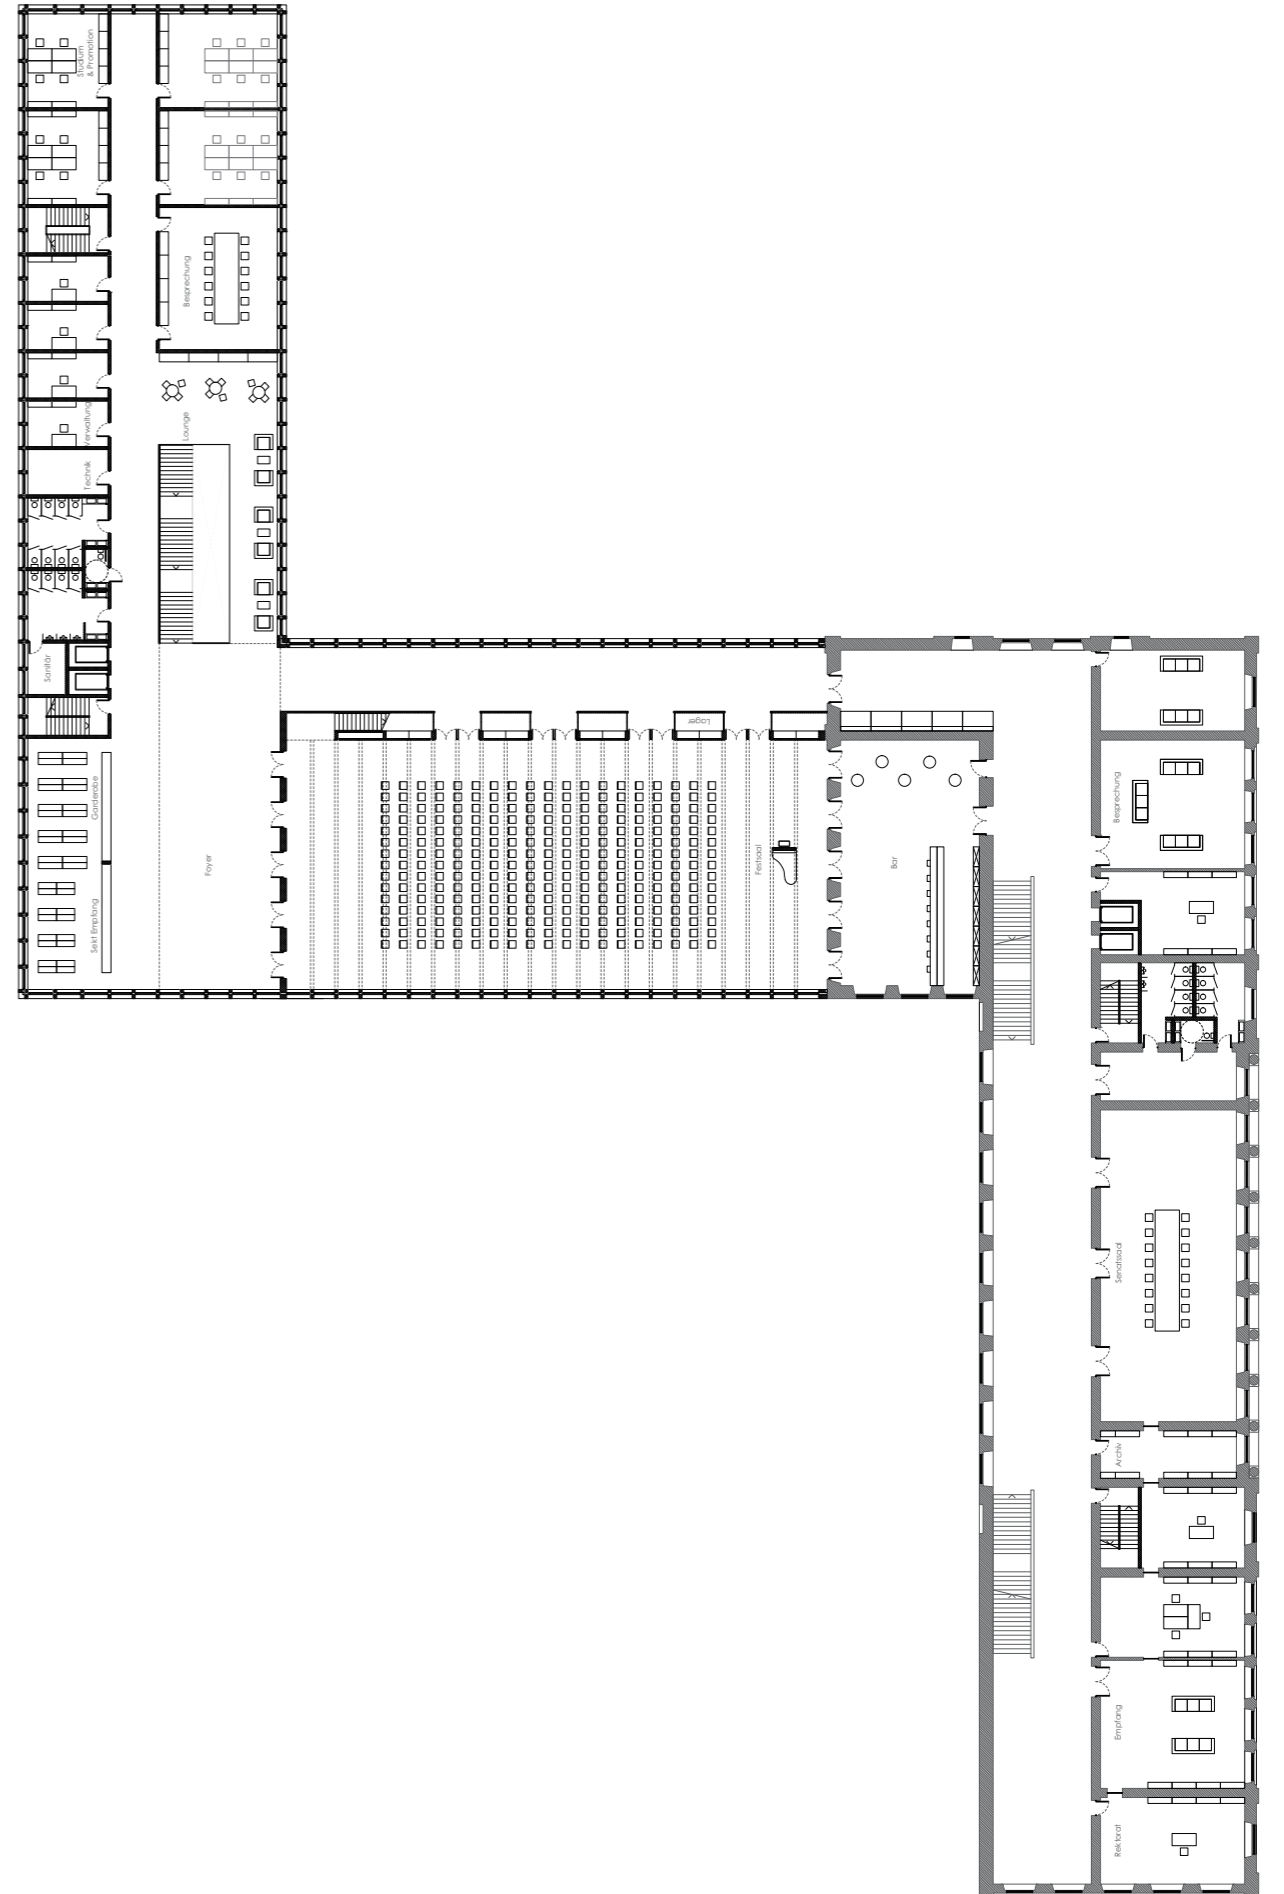 Studium
& Promotion
Besprechung
Lounge
Verwaltung
Technik
Sanitär
Garderobe
Foyer
Sekt Empfang
Lager
Festsaal
Bar
Besprechung
Senatssaal
Archiv
Empfang
Rektorat